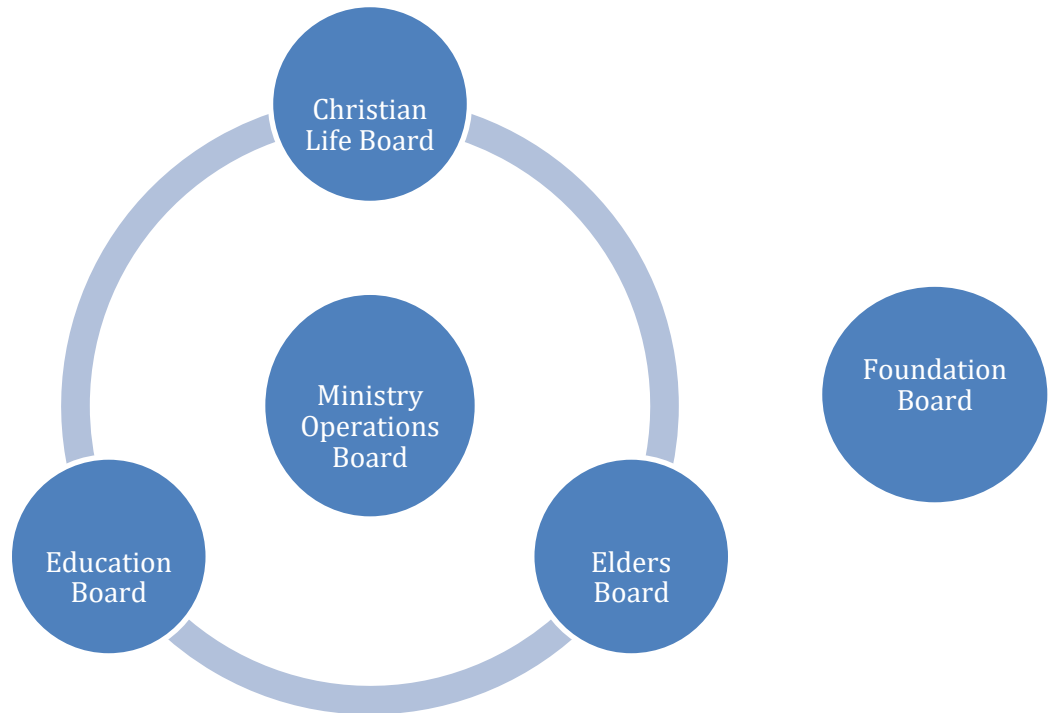 Christian
Life Board
Ministry
Operations
Board
Foundation
Board
Education
Board
Elders
Board